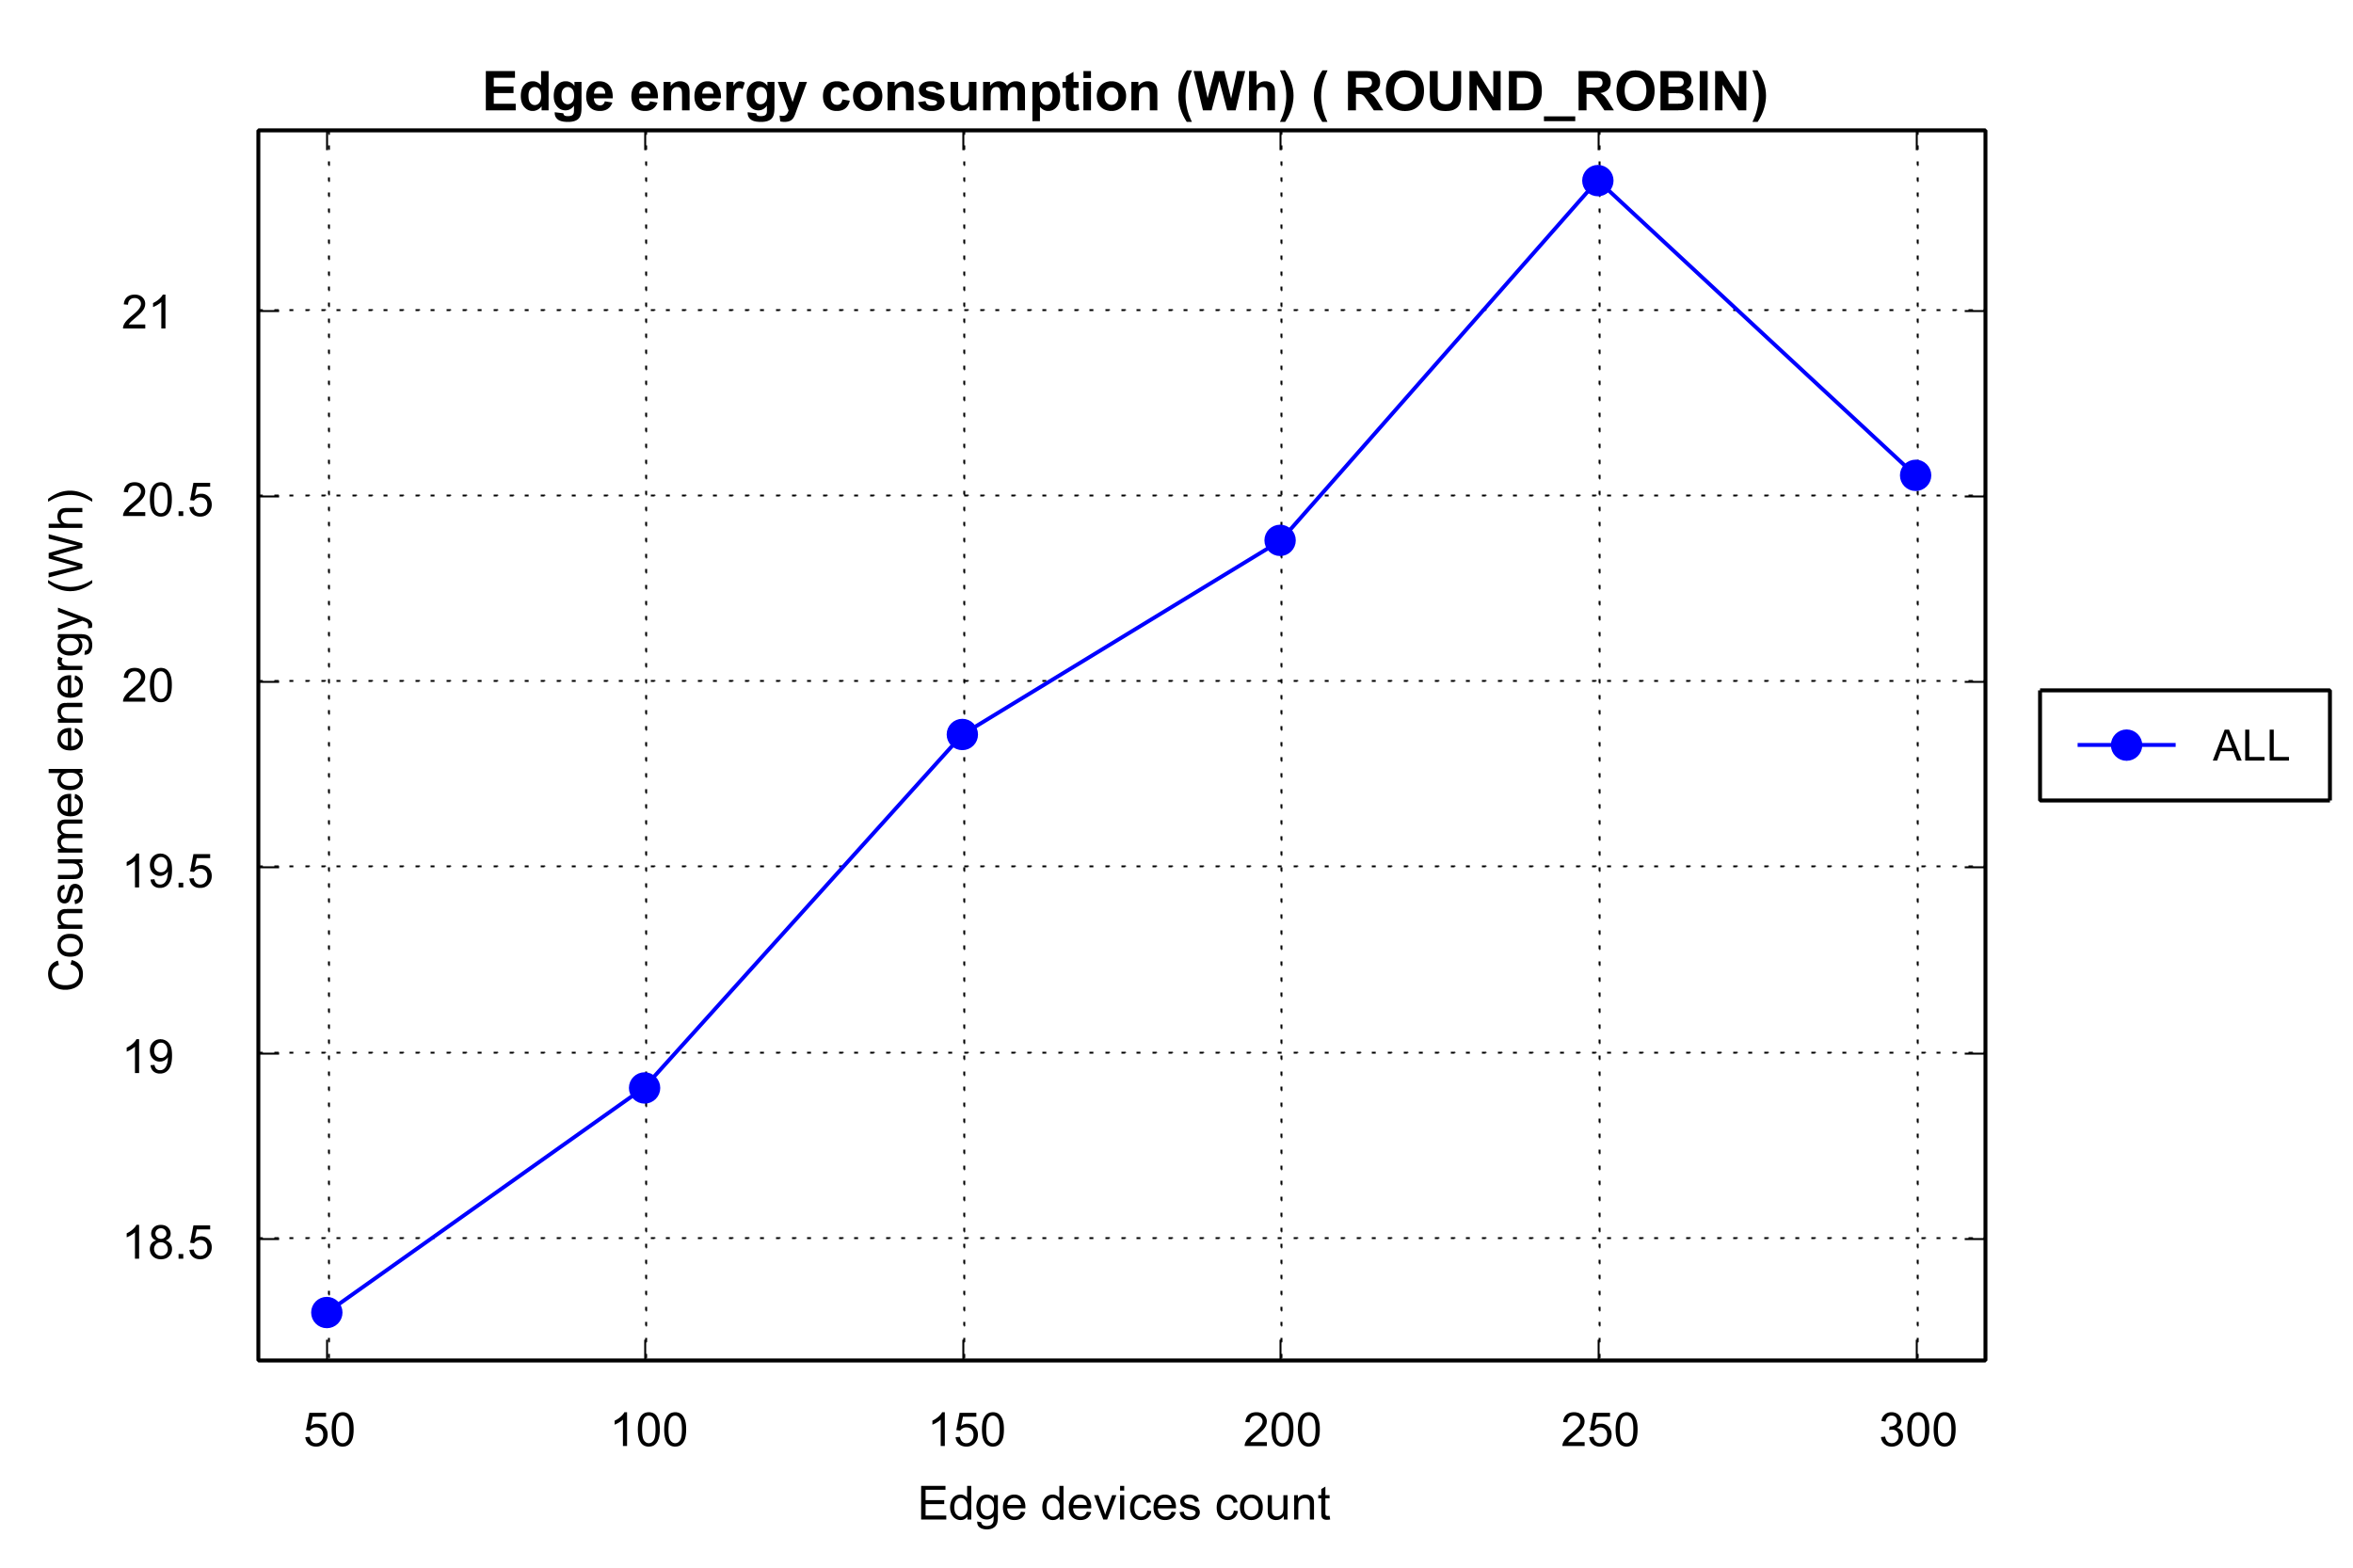 Edge energy consumption (Wh) ( ROUND_ROBIN)
21
20.5
20
19.5
19
18.5
Consumed energy (Wh)
ALL
50 100 150 200 250 300
Edge devices count